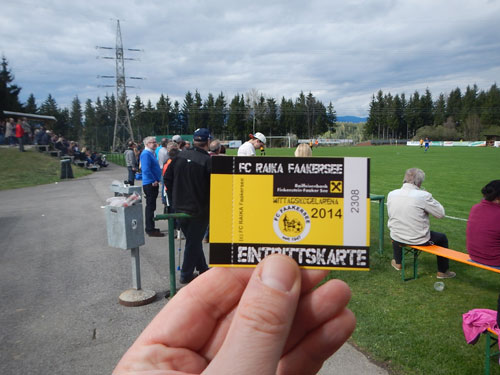 FC RAIKA FAAKERSEE
Raiffeisenbank
Finkenstein-Faaker See
MITTAGSKOGELARENA
2014
2308
(c) FC RAIKA Faakersee
FC FAAKERSEE
EINTRITTSKARTE